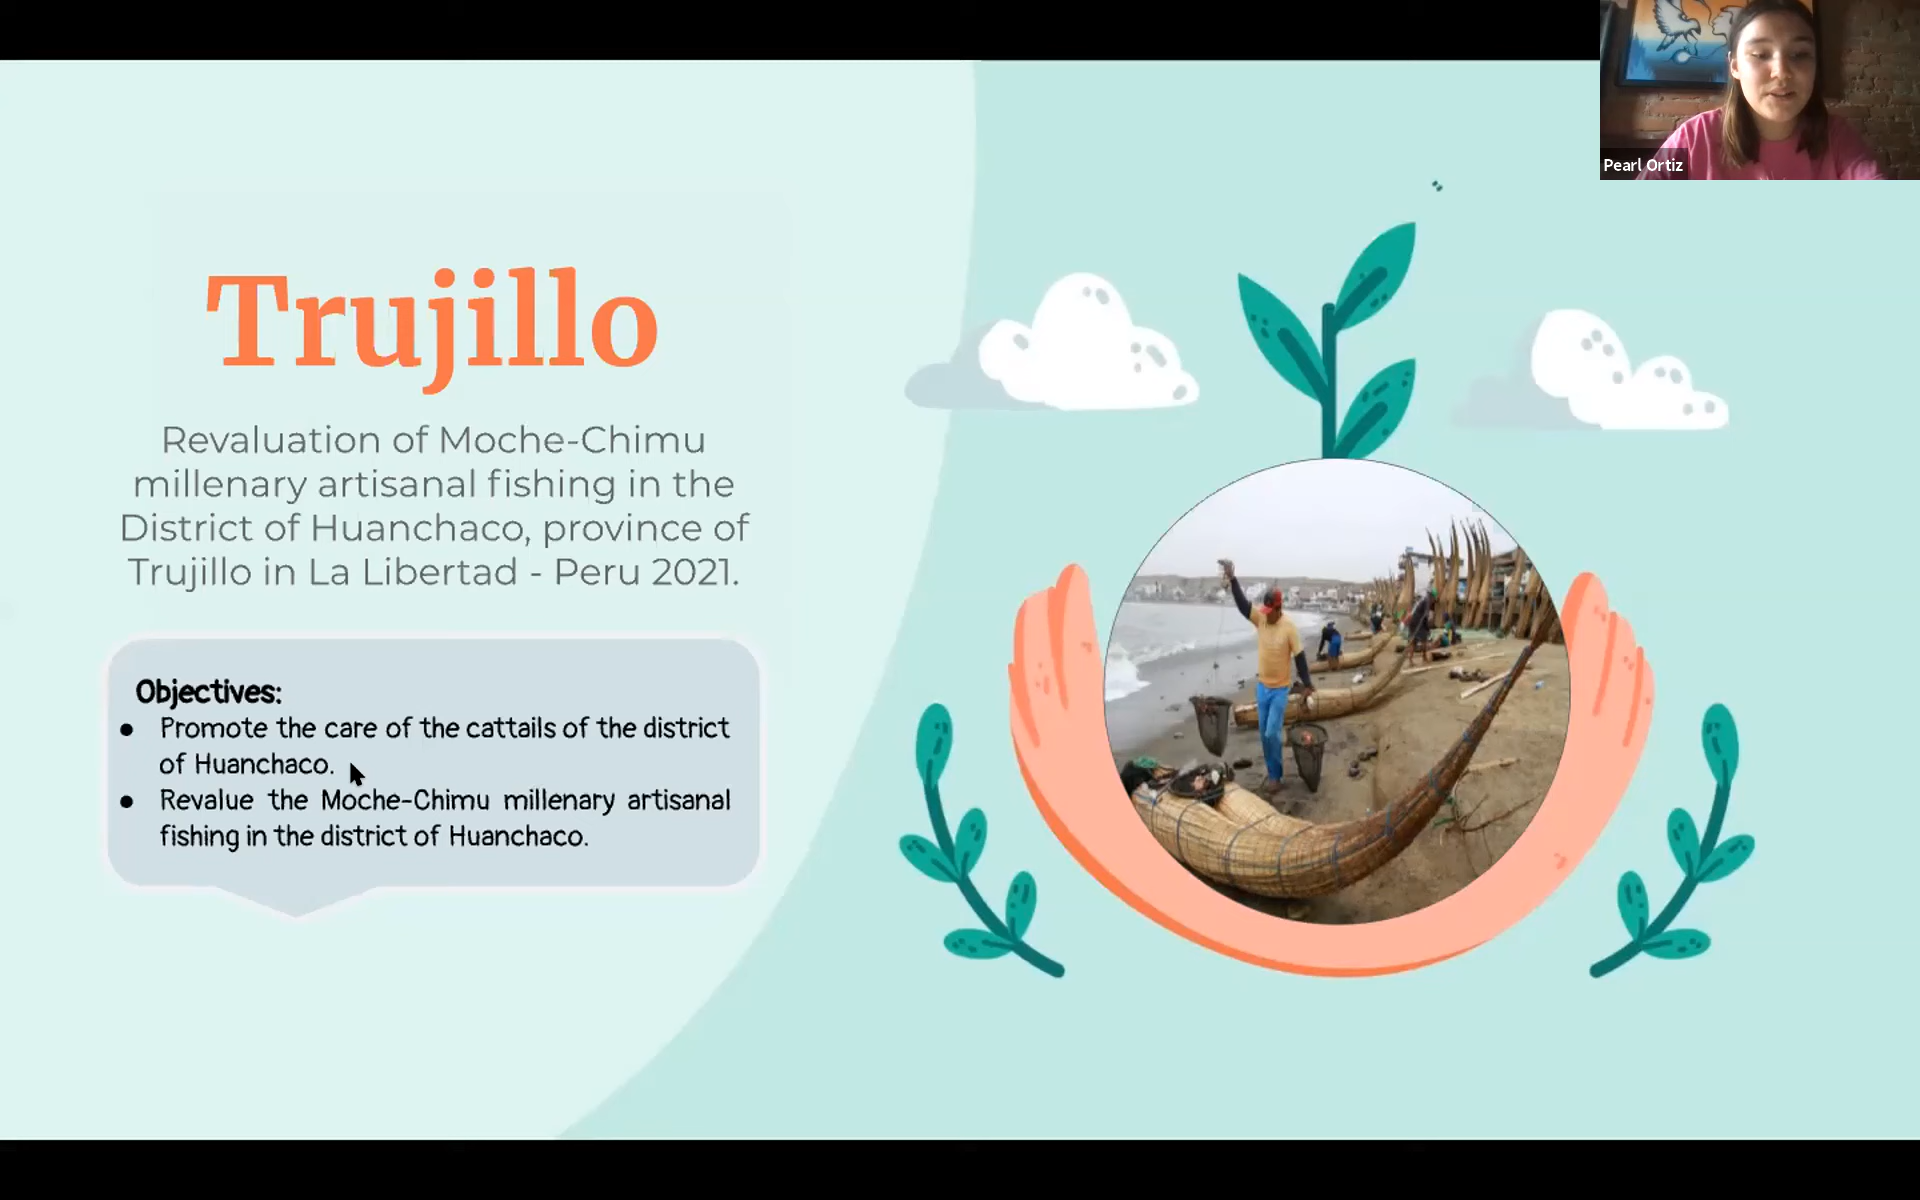 Pearl Ortiz
Trujillo
Revaluation of Moche-Chimu
millenary artisanal fishing in the
District of Huanchaco, province of
Trujillo in La Libertad - Peru 2021.
Objectives:
● Promote the care of the cattails of the district
of Huanchaco.
● Revalue the Moche-Chimu millenary artisanal
fishing in the district of Huanchaco.